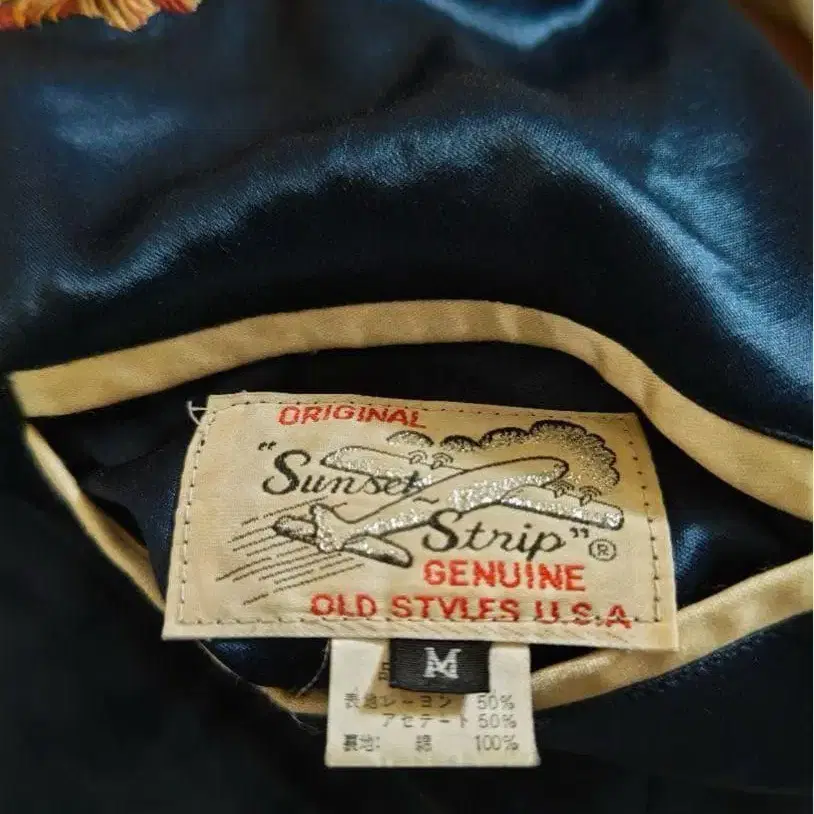 ORIGINAL
"Sunset
Strip"®
GENUINE
OLD STYLES U.S.A
M
表地レーヨン 50%
アセテート 50%
裏地: 綿 100%